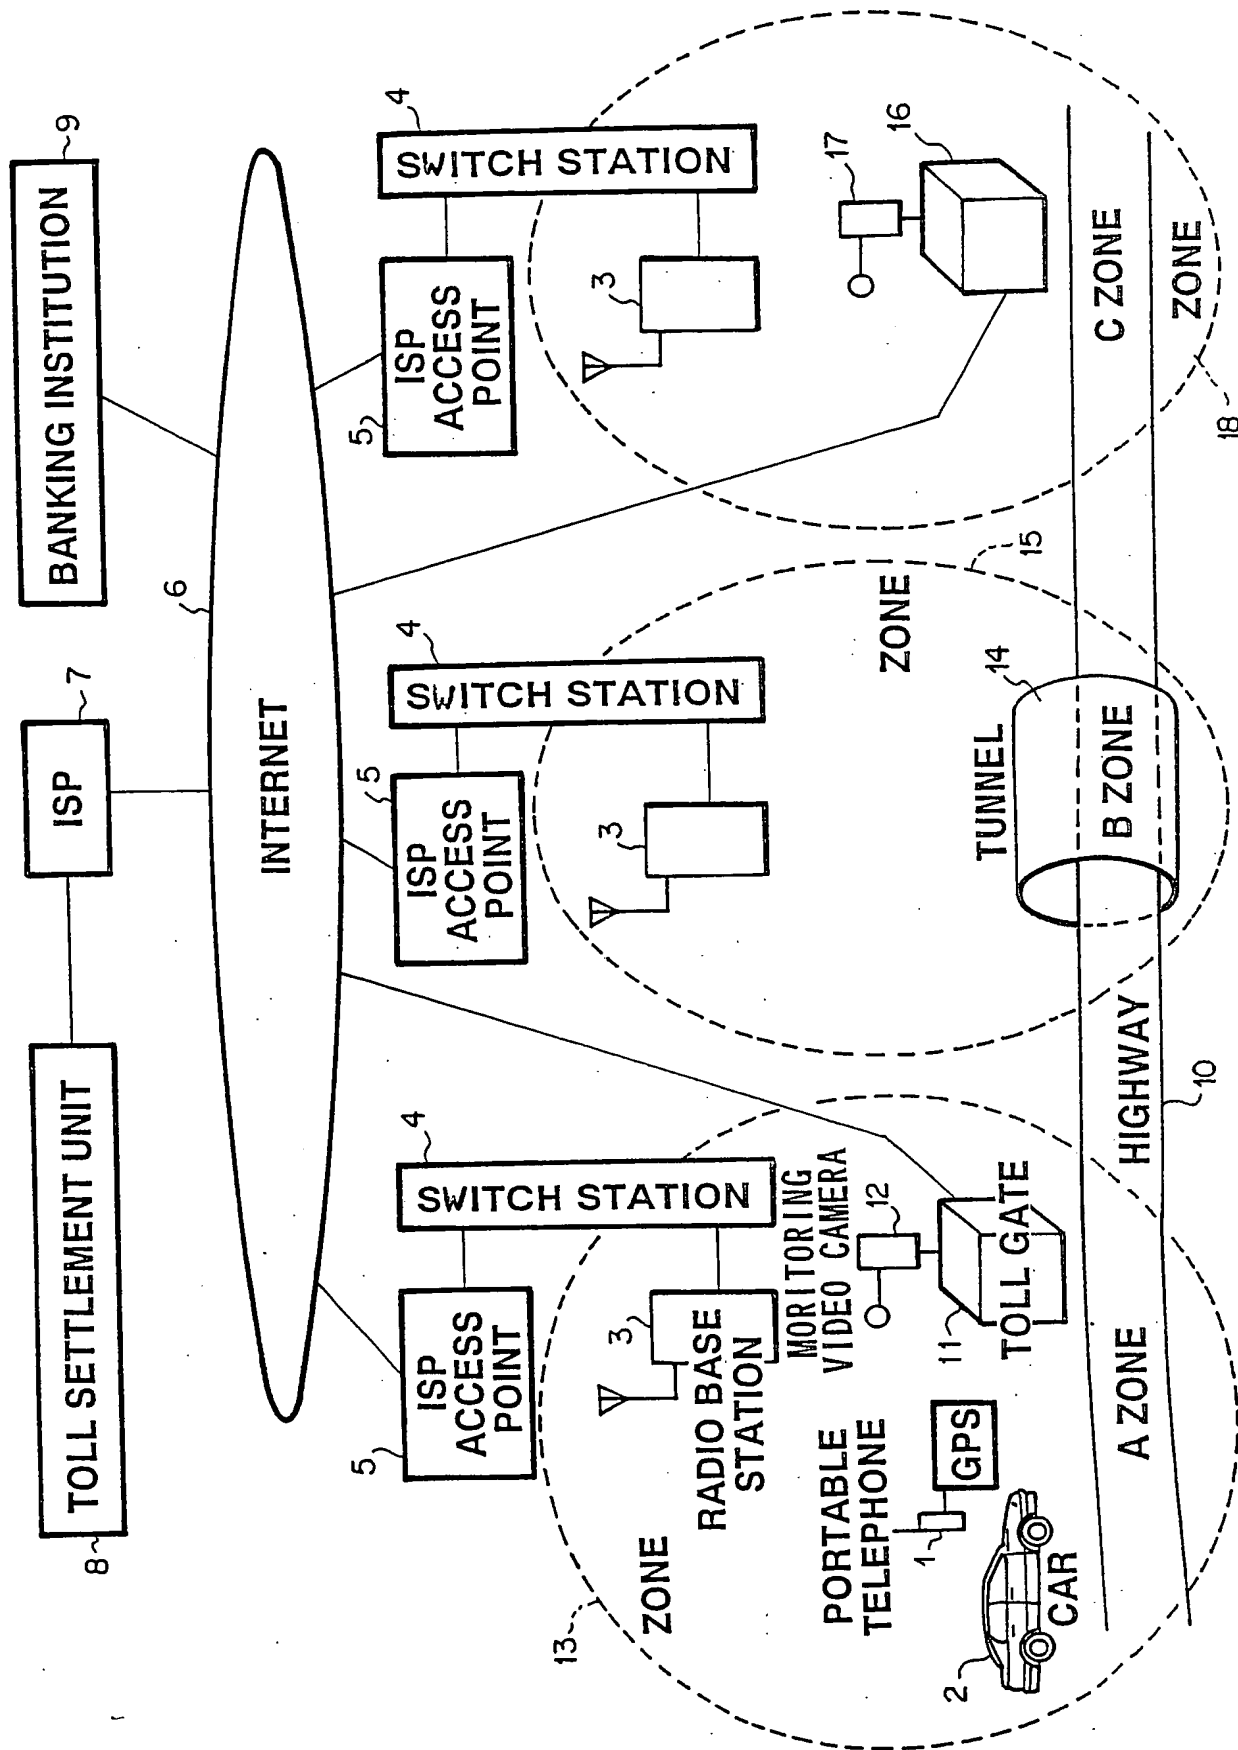 8
TOLL SETTLEMENT UNIT
ISP
7
BANKING INSTITUTION
9
6
INTERNET
5
ISP
ACCESS
POINT
4
SWITCH STATION
5
ISP
ACCESS
POINT
4
SWITCH STATION
5
ISP
ACCESS
POINT
4
SWITCH STATION
13
ZONE
3
RADIO BASE
STATION
3
ZONE
15
3
MORITORING
VIDEO CAMERA
12
PORTABLE
TELEPHONE
1
GPS
11
TOLL GATE
2
CAR
TUNNEL
14
17
16
A ZONE
HIGHWAY
10
B ZONE
C ZONE
ZONE
18